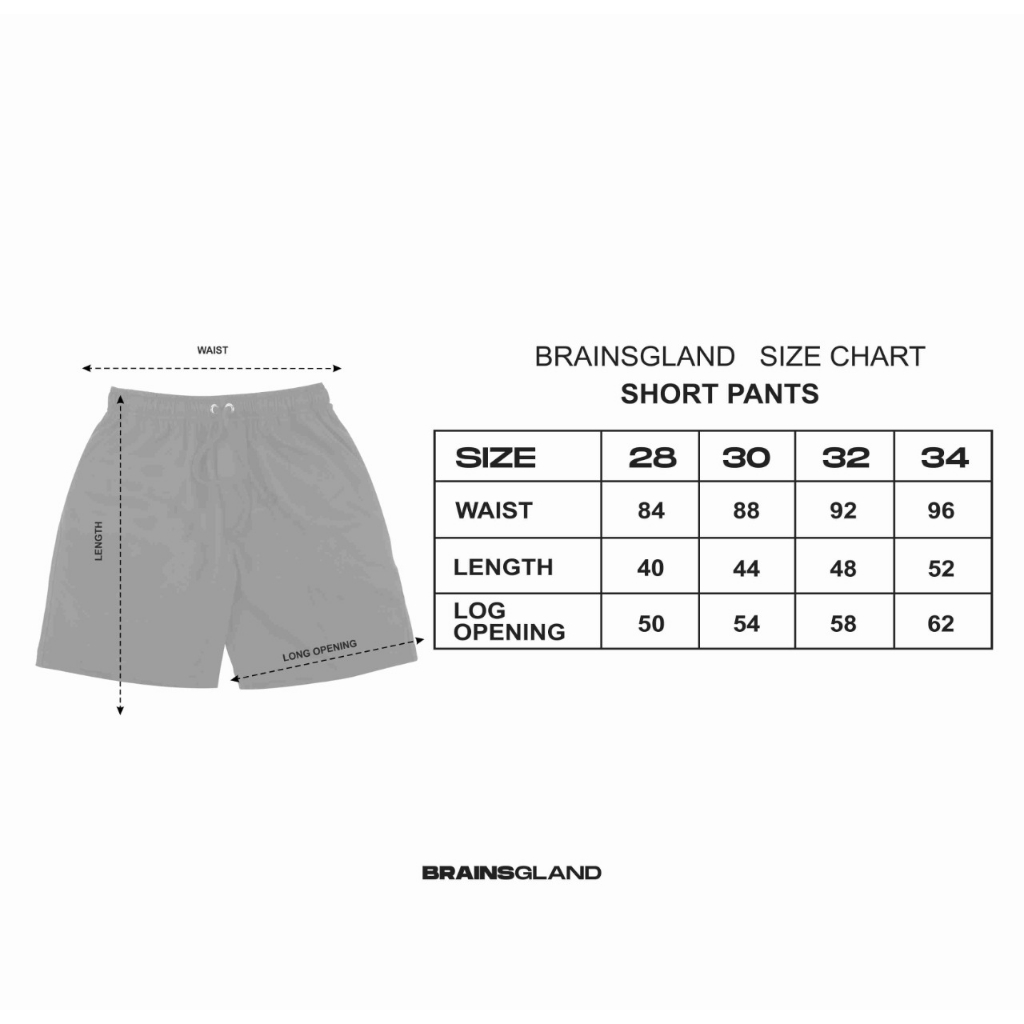 WAIST
LENGTH
LONG OPENING
BRAINSGLAND SIZE CHART
SHORT PANTS
SIZE 28 30 32 34
WAIST 84 88 92 96
LENGTH 40 44 48 52
LOG
OPENING 50 54 58 62
BRAINSGLAND